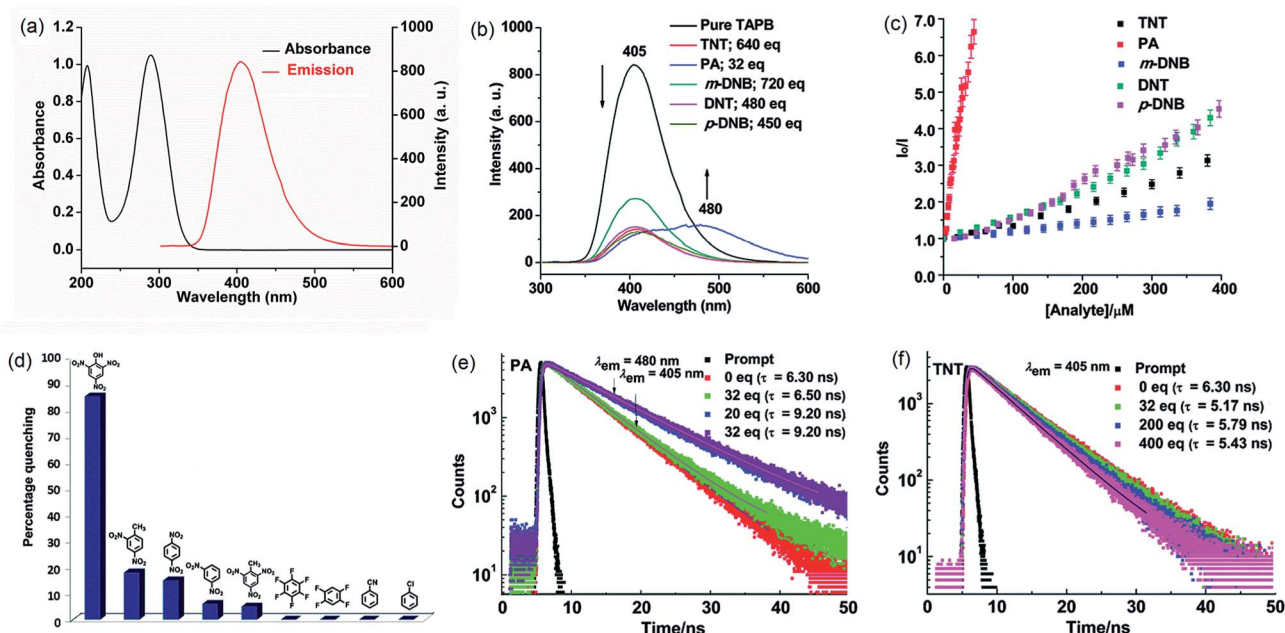 (a)
1.2
1.0
0.8
0.6
0.4
0.2
0.0
Absorbance
1000
800
600
400
200
0
Intensity (a. u.)
Absorbance
Emission
200 300 400 500 600
Wavelength (nm)
(b)
1000
800
600
400
200
0
Intensity (a. u.)
405
480
Pure TAPB
TNT; 640 eq
PA; 32 eq
m-DNB; 720 eq
DNT; 480 eq
p-DNB; 450 eq
300 400 500 600
Wavelength (nm)
(c)
7.0
6.0
5.0
4.0
3.0
2.0
1.0
0.0
I₀/I
TNT
PA
m-DNB
DNT
p-DNB
0 100 200 300 400
[Analyte]/μM
(d)
100
90
80
70
60
50
40
30
20
10
0
Percentage quenching
OH
O₂N NO₂
NO₂
CH₃
O₂N
NO₂
NO₂
NO₂
O₂N
NO₂
CH₃
O₂N NO₂
NO₂
F
F F
F F
F
F F
F F
CN
Cl
(e)
PA
λem = 480 nm
λem = 405 nm
Prompt
0 eq (τ = 6.30 ns)
32 eq (τ = 6.50 ns)
20 eq (τ = 9.20 ns)
32 eq (τ = 9.20 ns)
10³
10²
10¹
Counts
0 10 20 30 40 50
Time/ns
(f)
TNT
λem = 405 nm
Prompt
0 eq (τ = 6.30 ns)
32 eq (τ = 5.17 ns)
200 eq (τ = 5.79 ns)
400 eq (τ = 5.43 ns)
10³
10²
10¹
Counts
0 10 20 30 40 50
Time/ns